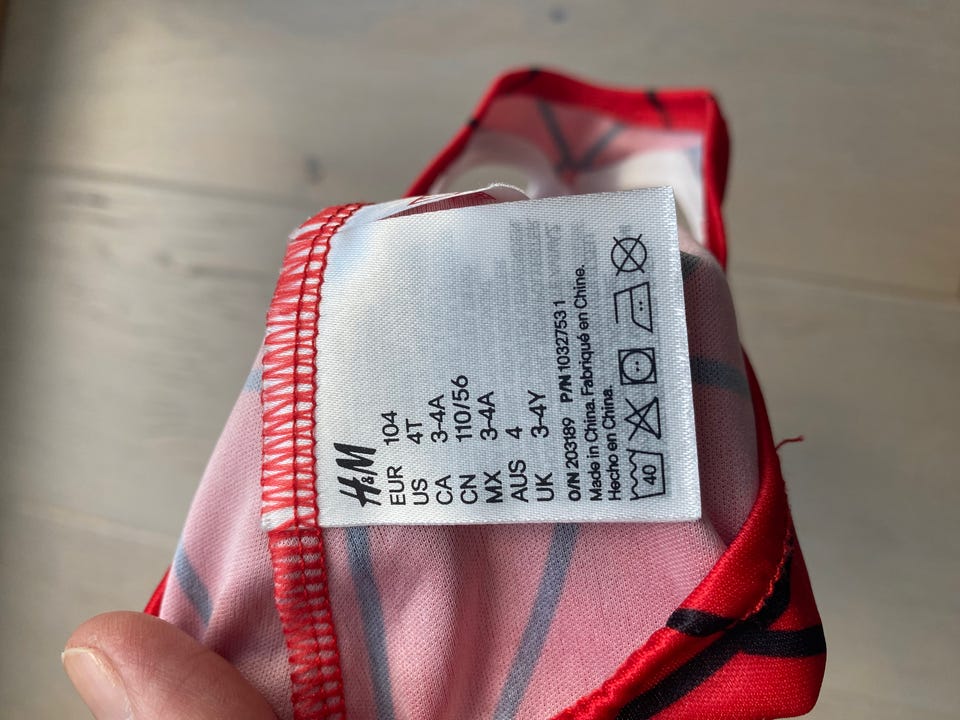 H&M
EUR 104
US 4T
CA 3-4A
CN 110/56
MX 3-4A
AUS 4
UK 3-4Y
O/N 203189 P/N 1032753 1
Made in China. Fabriqué en Chine.
Hecho en China.
40